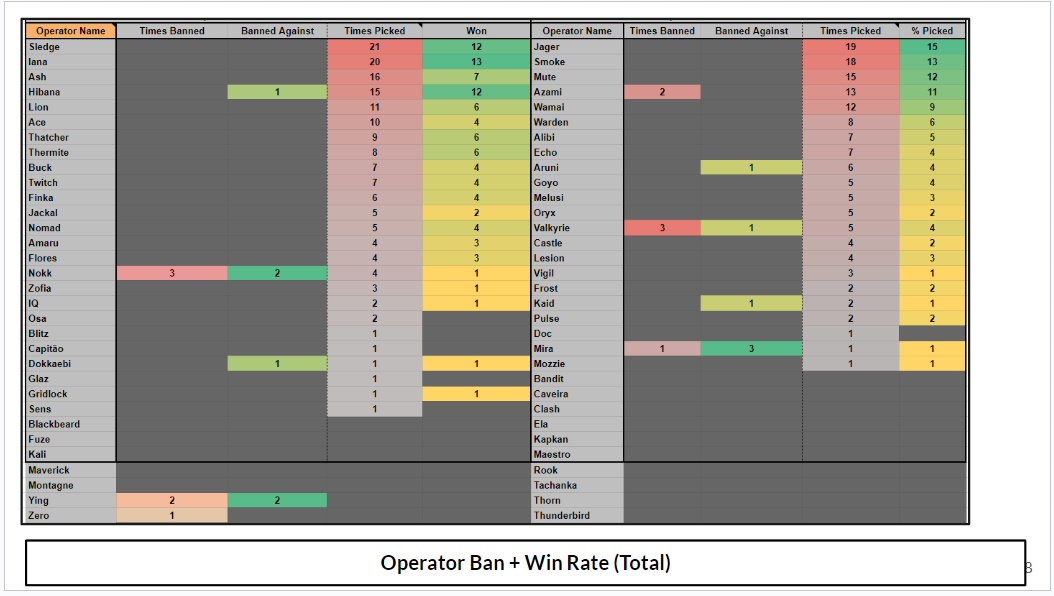 Operator Name Times Banned Banned Against Times Picked Won Operator Name Times Banned Banned Against Times Picked % Picked
Sledge 21 12 Jager 19 15
Iana 20 13 Smoke 18 13
Ash 16 7 Mute 15 12
Hibana 1 15 12 Azami 2 13 11
Lion 11 6 Wamai 12 9
Ace 10 4 Warden 8 6
Thatcher 9 6 Alibi 7 5
Thermite 8 6 Echo 7 4
Buck 7 4 Aruni 1 6 4
Twitch 7 4 Goyo 5 4
Finka 6 4 Melusi 5 3
Jackal 5 2 Oryx 5 2
Nomad 5 4 Valkyrie 3 1 5 4
Amaru 4 3 Castle 4 2
Flores 4 3 Lesion 4 3
Nokk 3 2 4 1 Vigil 3 1
Zofia 3 1 Frost 2 2
IQ 2 1 Kaid 1 2 1
Osa 2 Pulse 2 2
Blitz 1 Doc 1
Capitão 1 Mira 1 3 1 1
Dokkaebi 1 1 1 Mozzie 1 1
Glaz 1 Bandit
Gridlock 1 1 Caveira
Sens 1 Clash
Blackbeard Ela
Fuze Kapkan
Kali Maestro
Maverick Rook
Montagne Tachanka
Ying 2 2 Thorn
Zero 1 Thunderbird
Operator Ban + Win Rate (Total)